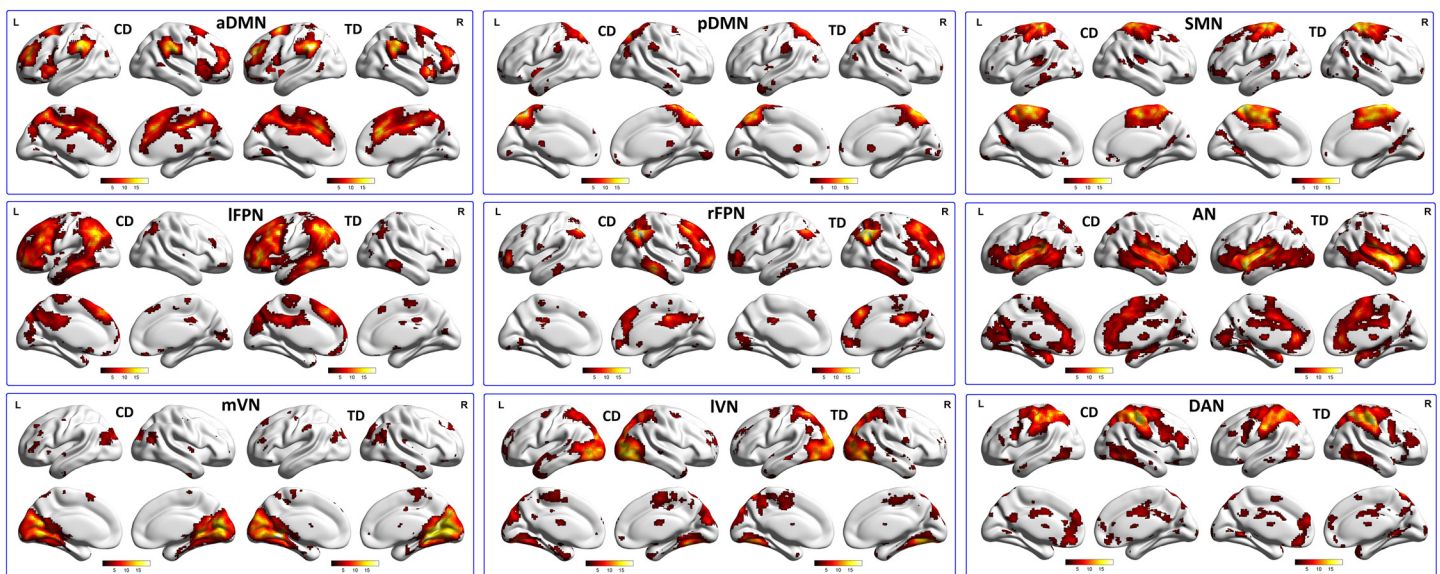 L CD aDMN TD R
5 10 15 5 10 15
L CD pDMN TD R
5 10 15 5 10 15
L CD SMN TD R
5 10 15 5 10 15
L CD lFPN TD R
5 10 15 5 10 15
L CD rFPN TD R
5 10 15 5 10 15
L CD AN TD R
5 10 15 5 10 15
L CD mVN TD R
5 10 15 5 10 15
L CD lVN TD R
5 10 15 5 10 15
L CD DAN TD R
5 10 15 5 10 15